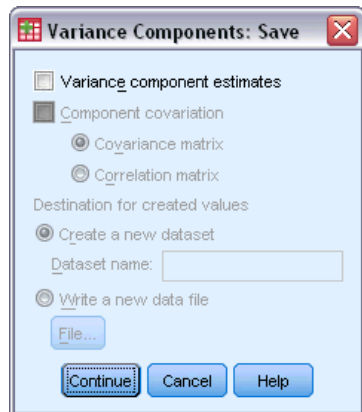 Variance Components: Save
Variance component estimates
Component covariation
Covariance matrix
Correlation matrix
Destination for created values
Create a new dataset
Dataset name:
Write a new data file
File...
Continue Cancel Help